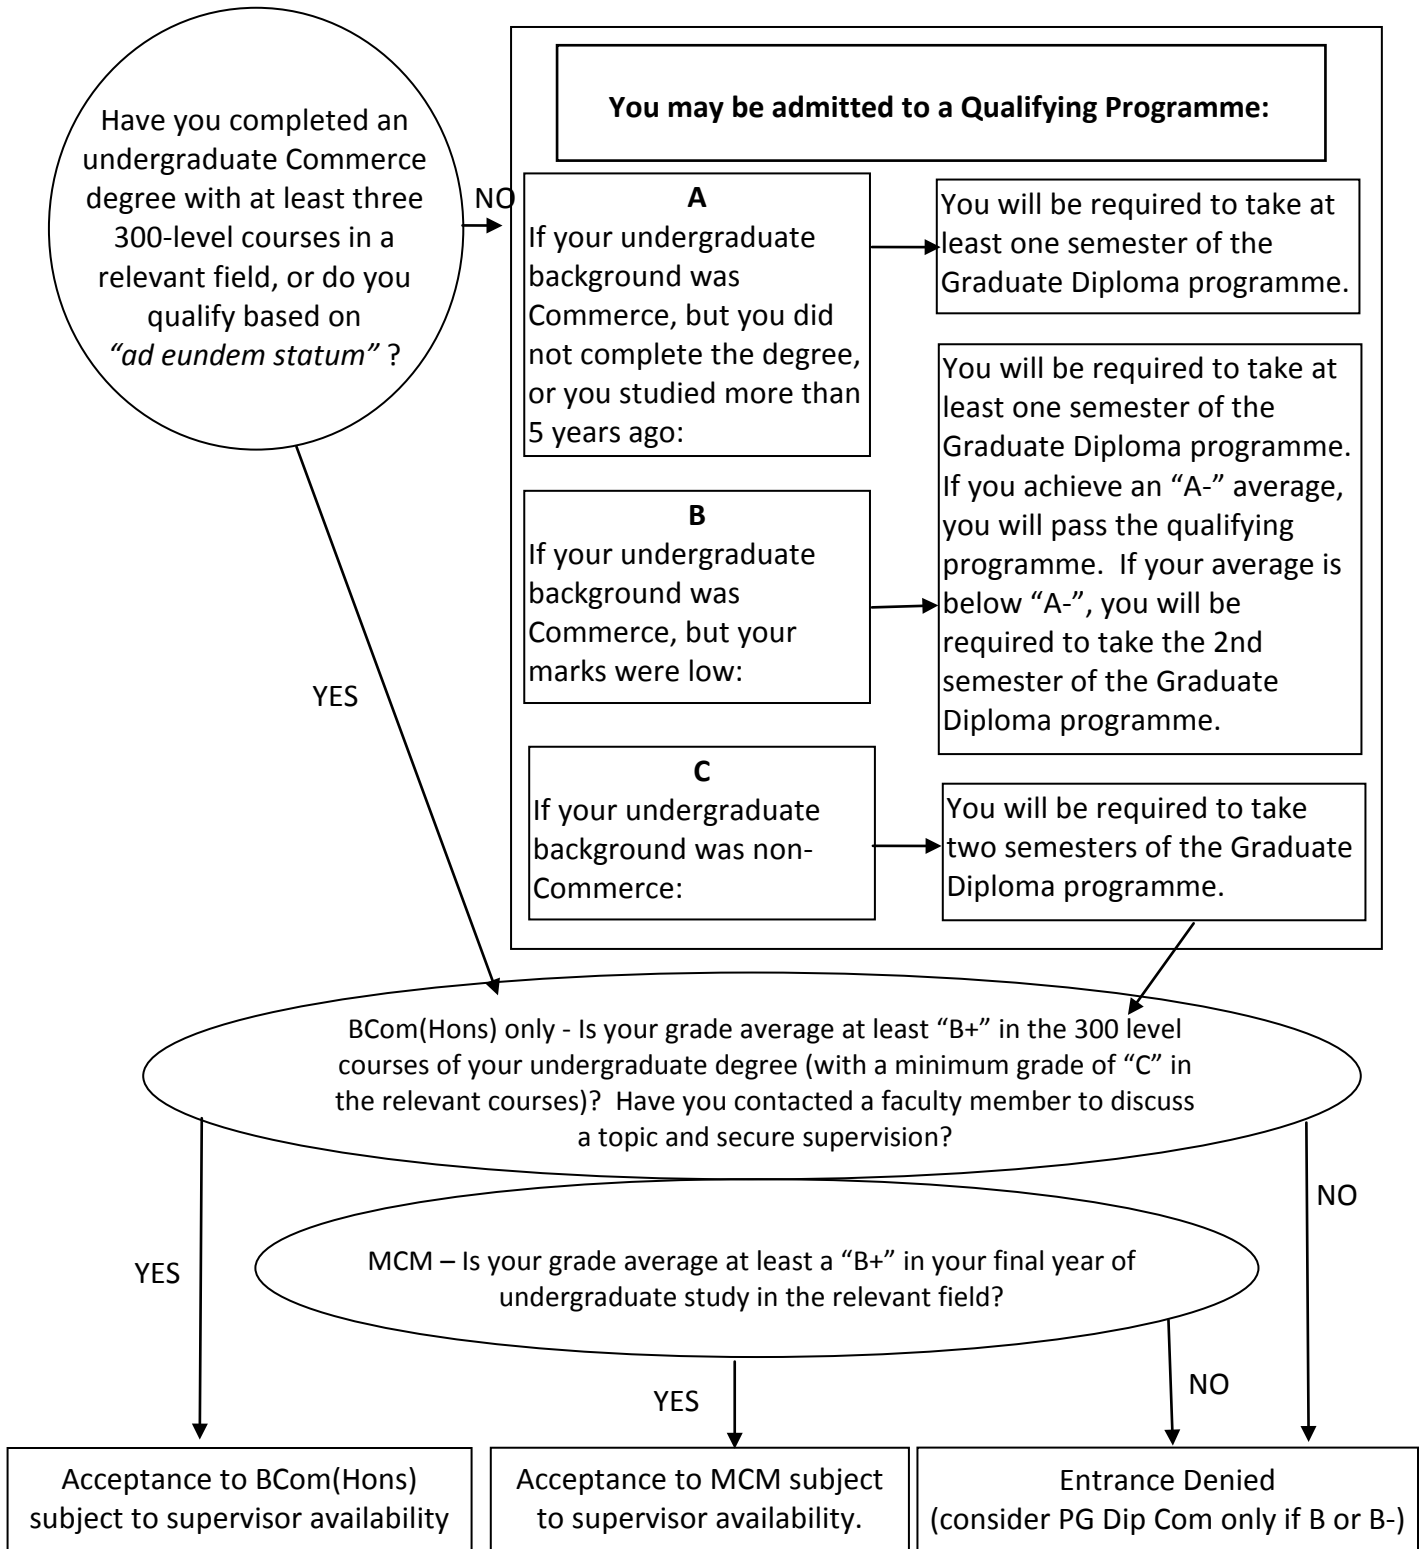 Have you completed an
undergraduate Commerce
degree with at least three
300-level courses in a
relevant field, or do you
qualify based on
“ad eundem statum” ?
NO
YES
You may be admitted to a Qualifying Programme:
A
If your undergraduate
background was
Commerce, but you did
not complete the degree,
or you studied more than
5 years ago:
You will be required to take at
least one semester of the
Graduate Diploma programme.
B
If your undergraduate
background was
Commerce, but your
marks were low:
You will be required to take at
least one semester of the
Graduate Diploma programme.
If you achieve an “A-” average,
you will pass the qualifying
programme.  If your average is
below “A-”, you will be
required to take the 2nd
semester of the Graduate
Diploma programme.
C
If your undergraduate
background was non-
Commerce:
You will be required to take
two semesters of the Graduate
Diploma programme.
BCom(Hons) only - Is your grade average at least “B+” in the 300 level
courses of your undergraduate degree (with a minimum grade of “C” in
the relevant courses)?  Have you contacted a faculty member to discuss
a topic and secure supervision?
YES
NO
MCM – Is your grade average at least a “B+” in your final year of
undergraduate study in the relevant field?
YES
NO
Acceptance to BCom(Hons)
subject to supervisor availability
Acceptance to MCM subject
to supervisor availability.
Entrance Denied
(consider PG Dip Com only if B or B-)